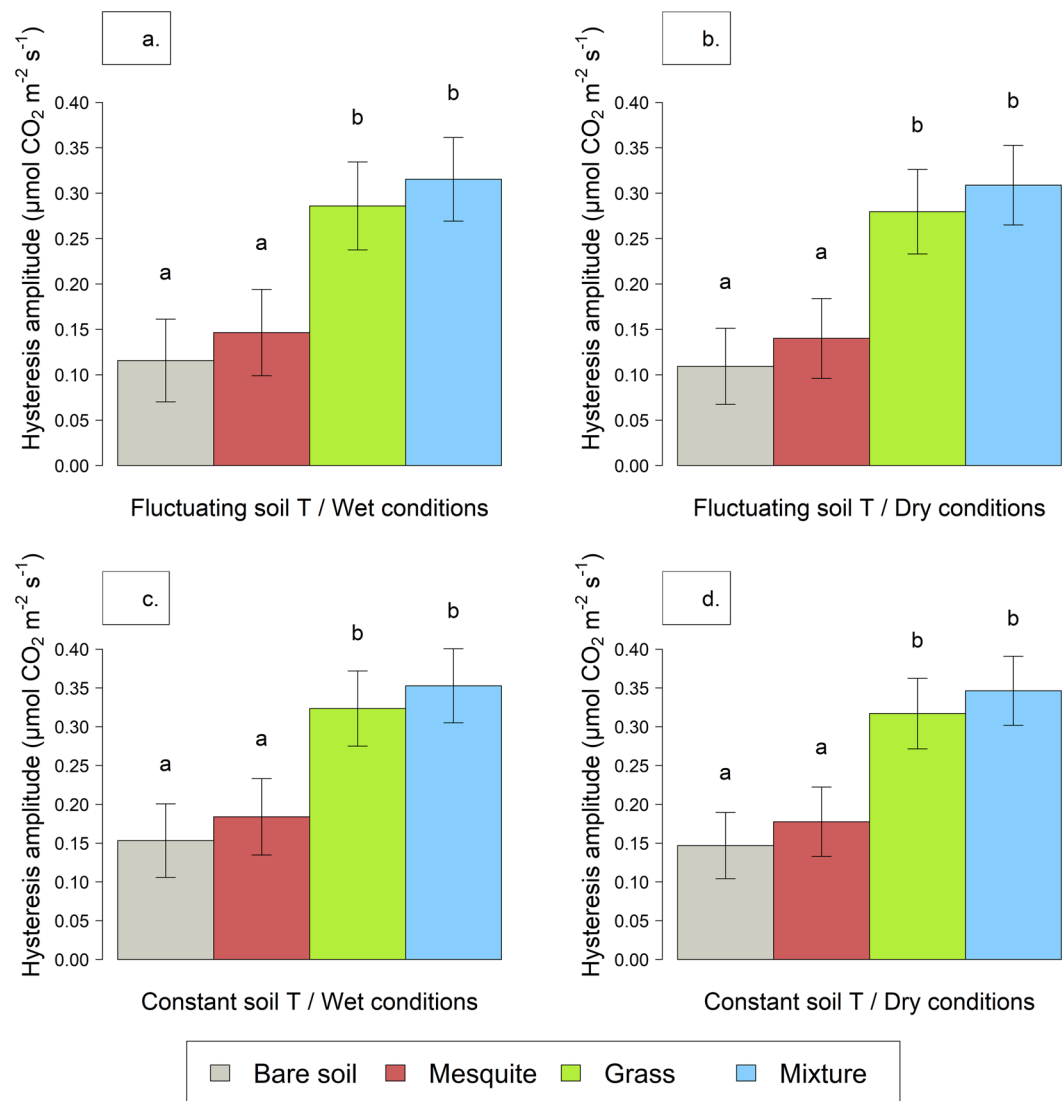 a.
Hysteresis amplitude (µmol CO₂ m⁻² s⁻¹)
0.40
0.35
0.30
0.25
0.20
0.15
0.10
0.05
0.00
a
a
b
b
Fluctuating soil T / Wet conditions
b.
Hysteresis amplitude (µmol CO₂ m⁻² s⁻¹)
0.40
0.35
0.30
0.25
0.20
0.15
0.10
0.05
0.00
a
a
b
b
Fluctuating soil T / Dry conditions
c.
Hysteresis amplitude (µmol CO₂ m⁻² s⁻¹)
0.40
0.35
0.30
0.25
0.20
0.15
0.10
0.05
0.00
a
a
b
b
Constant soil T / Wet conditions
d.
Hysteresis amplitude (µmol CO₂ m⁻² s⁻¹)
0.40
0.35
0.30
0.25
0.20
0.15
0.10
0.05
0.00
a
a
b
b
Constant soil T / Dry conditions
Bare soil Mesquite Grass Mixture